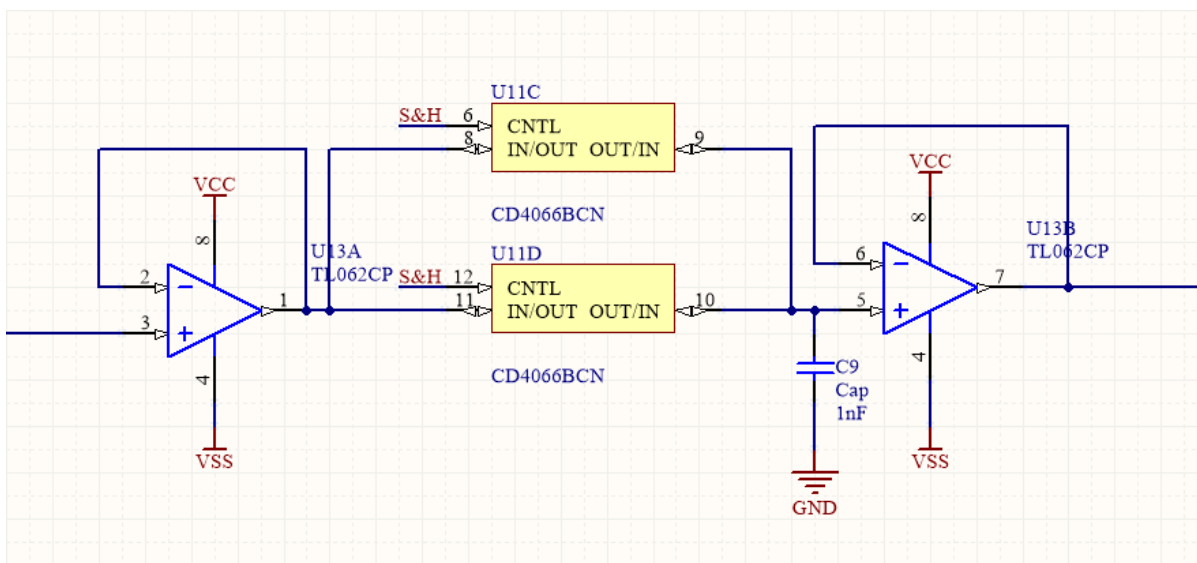 U11C
S&H 6
CNTL
8 IN/OUT OUT/IN 9
CD4066BCN
VCC
8
U13A
TL062CP
2
-
3
+
1
4
VSS
U11D
S&H 12
CNTL
11 IN/OUT OUT/IN 10
CD4066BCN
VCC
8
U13B
TL062CP
6
-
5
+
7
4
VSS
C9
Cap
1nF
GND